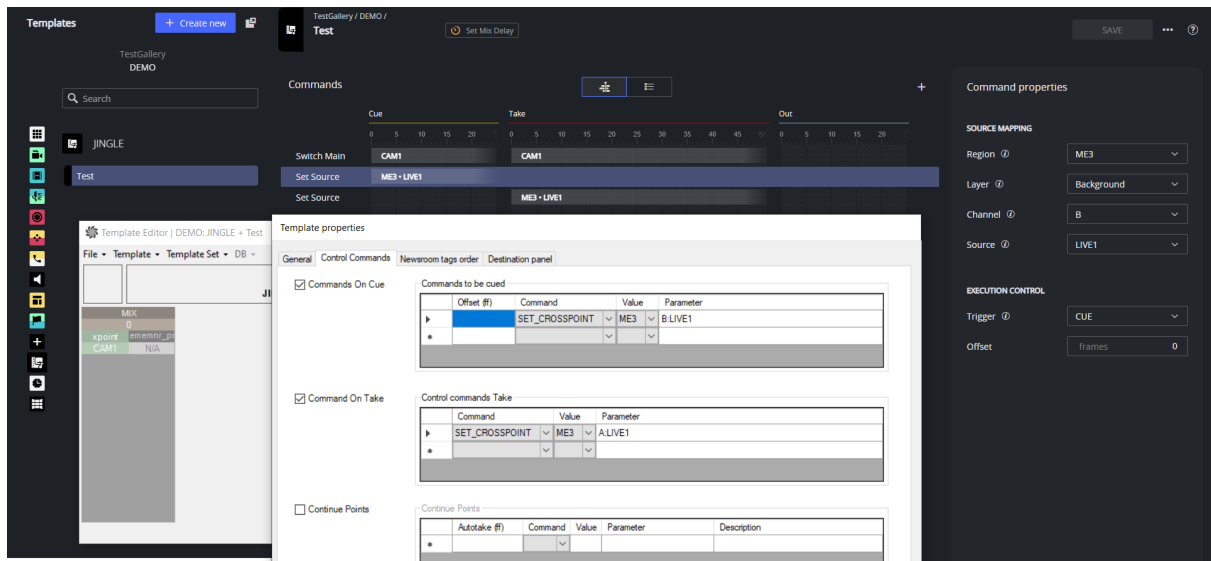 Templates
+ Create new
TestGallery
DEMO
Search
JINGLE
Test
TestGallery / DEMO /
Test
Set Mix Delay
SAVE
Commands
Cue
Take
Out
0 5 10 15 20
0 5 10 15 20 25 30 35 40 45 50
0 5 10 15 20
Switch Main CAM1 CAM1
Set Source ME3 • LIVE1
Set Source ME3 • LIVE1
Command properties
SOURCE MAPPING
Region ME3
Layer Background
Channel B
Source LIVE1
EXECUTION CONTROL
Trigger CUE
Offset frames 0
Template Editor | DEMO: JINGLE + Test
File Template Template Set DB
MIX
0
xpoint
CAM1 N/A
Template properties
General Control Commands Newsroom tags order Destination panel
Commands On Cue
Commands to be cued
Offset (ff) Command Value Parameter
SET_CROSSPOINT ME3 B:LIVE1
Command On Take
Control commands Take
Command Value Parameter
SET_CROSSPOINT ME3 A:LIVE1
Continue Points
Continue Points
Autotake (ff) Command Value Parameter Description